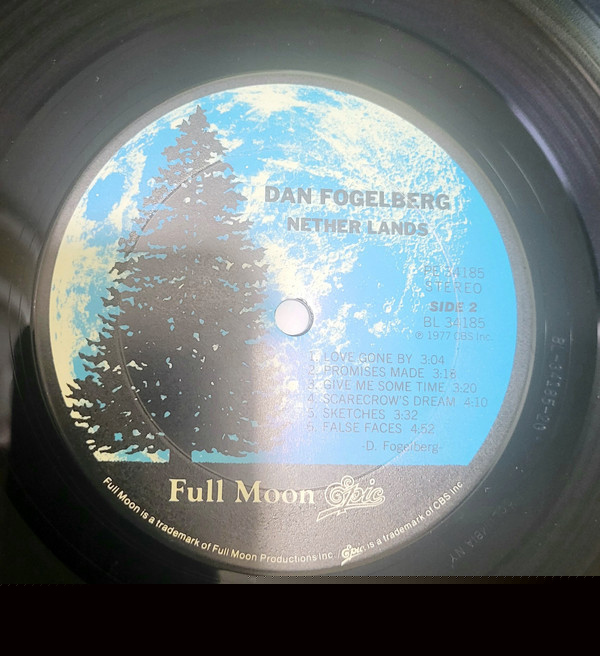 DAN FOGELBERG
NETHER LANDS
PE 34185
STEREO
SIDE 2
BL 34185
℗ 1977 CBS Inc.
1. LOVE GONE BY 3:04
2. PROMISES MADE 3:18
3. GIVE ME SOME TIME 3:20
4. SCARECROW'S DREAM 4:10
5. SKETCHES 3:32
6. FALSE FACES 4:52
-D. Fogelberg-
Full Moon Epic
Full Moon is a trademark of Full Moon Productions Inc. Epic is a trademark of CBS Inc